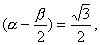 (α − β/2) = √3/2 ,